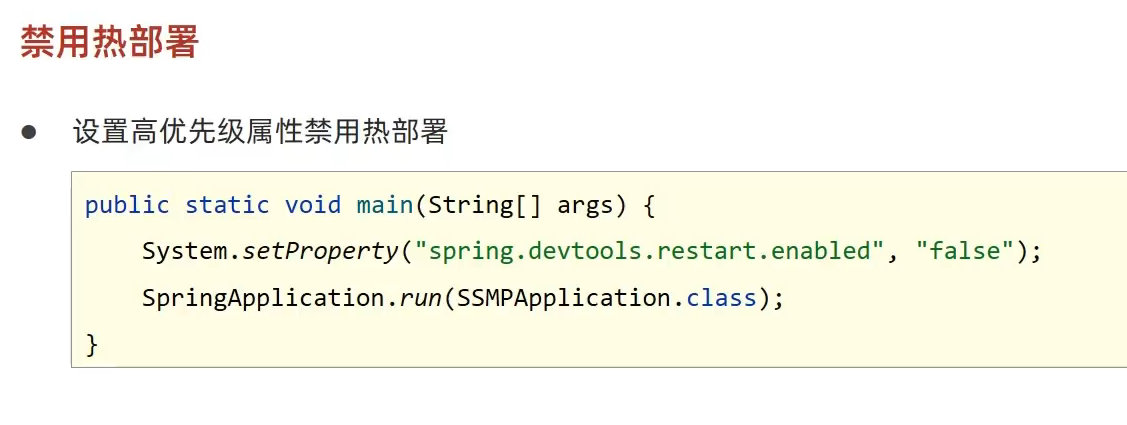 禁用热部署
● 设置高优先级属性禁用热部署
public static void main(String[] args) {
    System.setProperty("spring.devtools.restart.enabled", "false");
    SpringApplication.run(SSMPApplication.class);
}